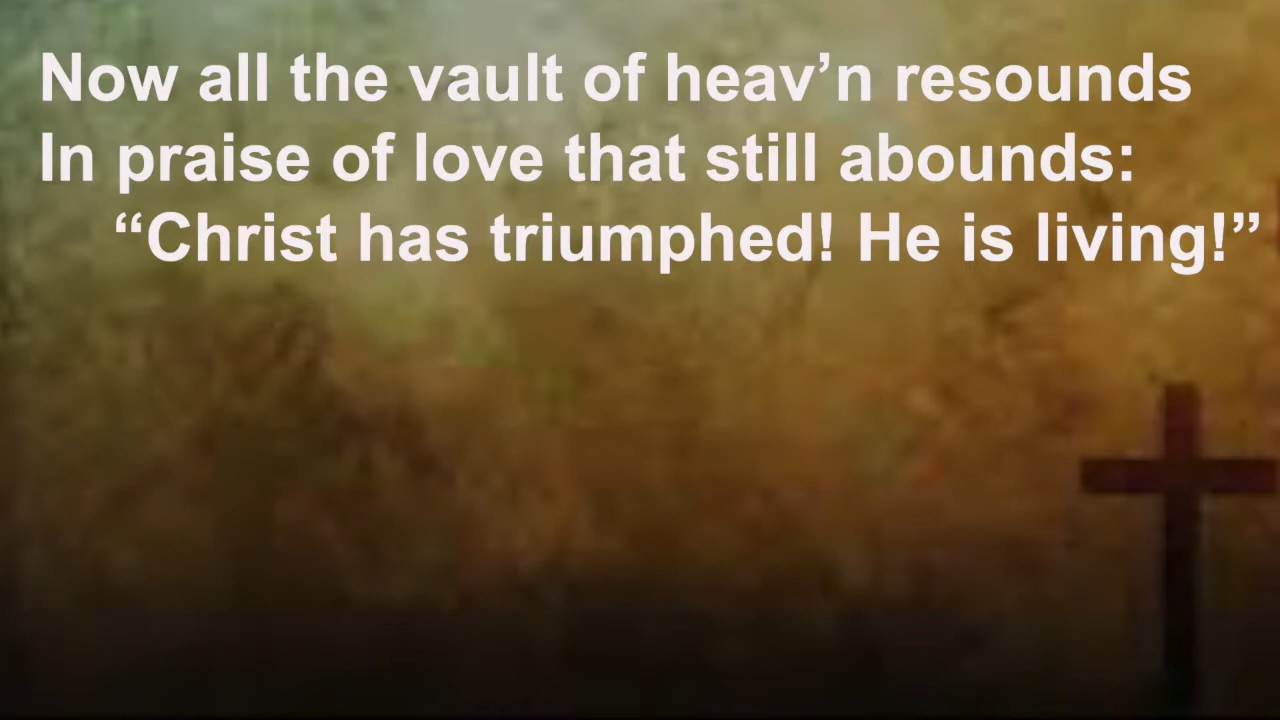 Now all the vault of heav’n resounds
In praise of love that still abounds:
“Christ has triumphed! He is living!”